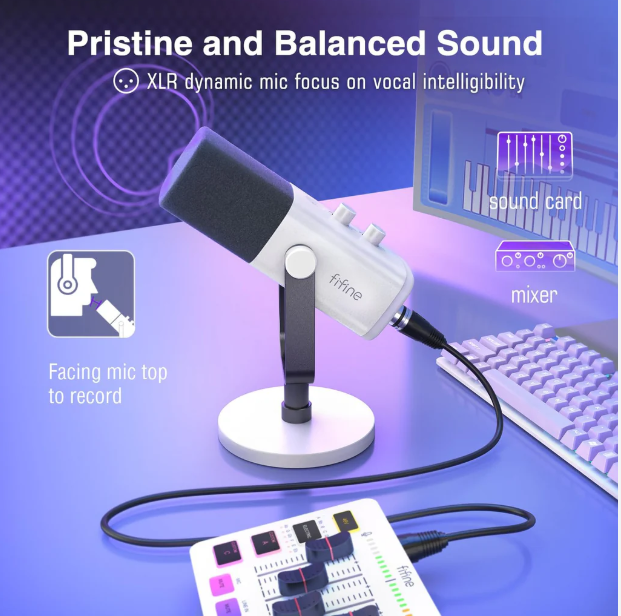 Pristine and Balanced Sound
XLR dynamic mic focus on vocal intelligibility
sound card
mixer
fifine
Facing mic top
to record
fifine